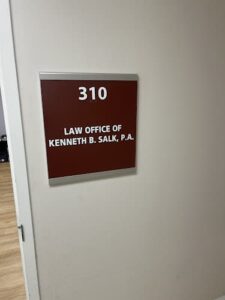 310
LAW OFFICE OF
KENNETH B. SALK, P.A.